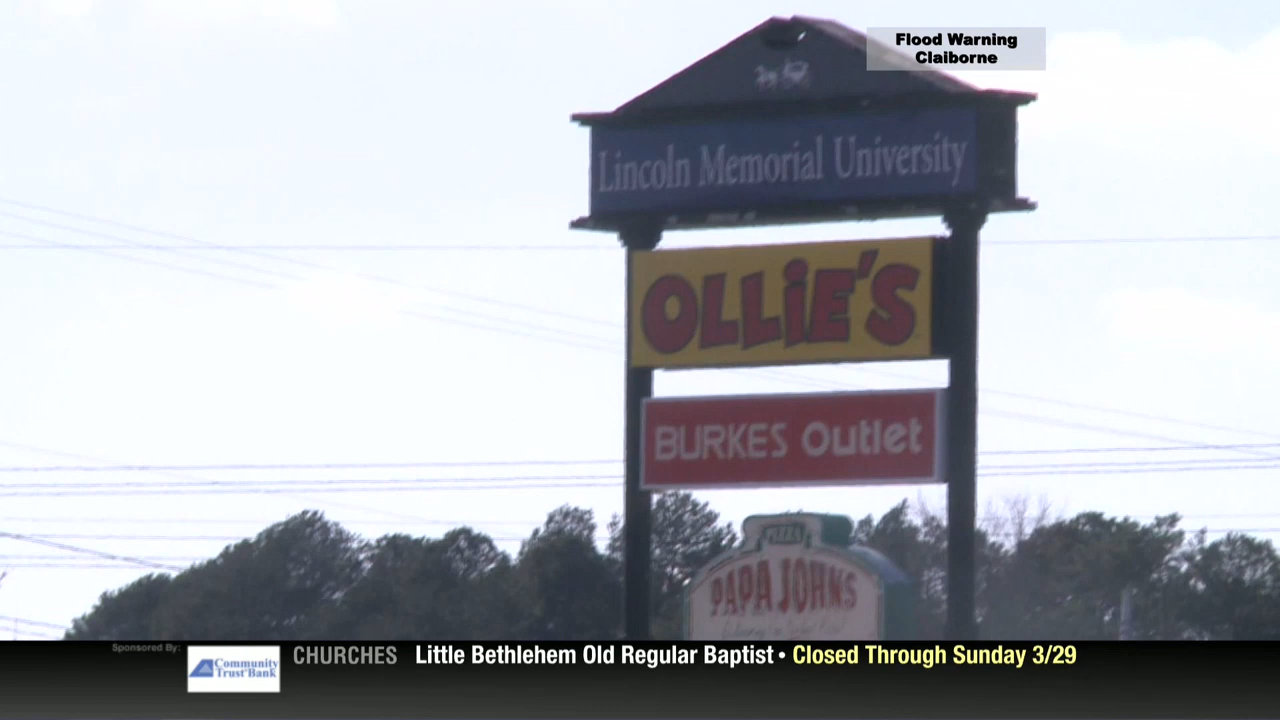 Flood Warning
Claiborne
Lincoln Memorial University
OLLiE'S
BURKES Outlet
PIZZA
PAPA JOHNS
Sponsored By:
Community
Trust Bank
CHURCHES Little Bethlehem Old Regular Baptist • Closed Through Sunday 3/29